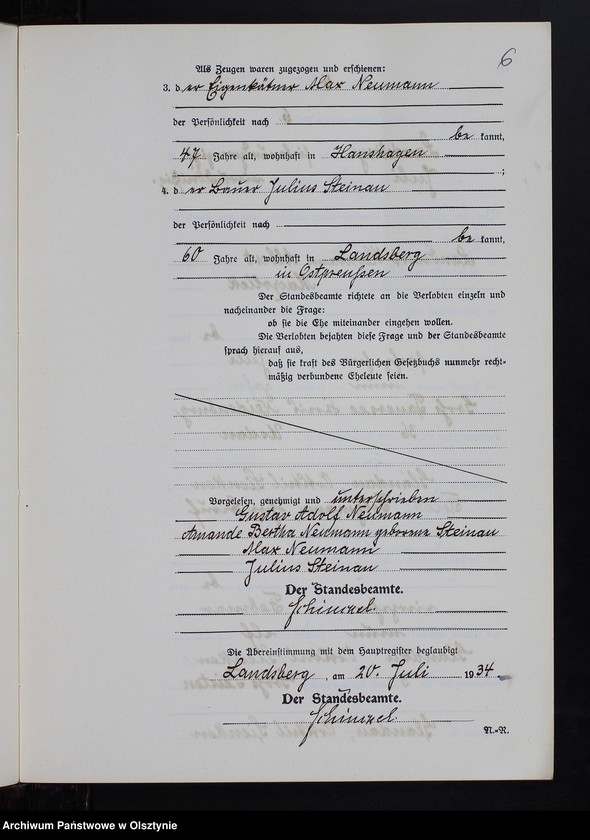 6
Als Zeugen waren zugezogen und erschienen:
3. der Eigenkätner Max Neumann
der Persönlichkeit nach
be kannt,
47 Jahre alt, wohnhaft in Hanshagen
;
4. der Bauer Julius Steinau
der Persönlichkeit nach
be kannt,
60 Jahre alt, wohnhaft in Landsberg
in Ostpreußen
Der Standesbeamte richtete an die Verlobten einzeln und
nacheinander die Frage:
ob sie die Ehe miteinander eingehen wollen.
Die Verlobten bejahten diese Frage und der Standesbeamte
sprach hierauf aus,
daß sie kraft des Bürgerlichen Gesetzbuchs nunmehr recht-
mäßig verbundene Eheleute seien.
Vorgelesen, genehmigt und unterschrieben
Gustav Adolf Neumann
Amande Bertha Neumann geborene Steinau
Max Neumann
Julius Steinau
Der Standesbeamte.
Schinzel
Die Übereinstimmung mit dem Hauptregister beglaubigt
Landsberg, am 20. Juli 1934
Der Standesbeamte.
Schinzel.
N.-R.
Archiwum Państwowe w Olsztynie